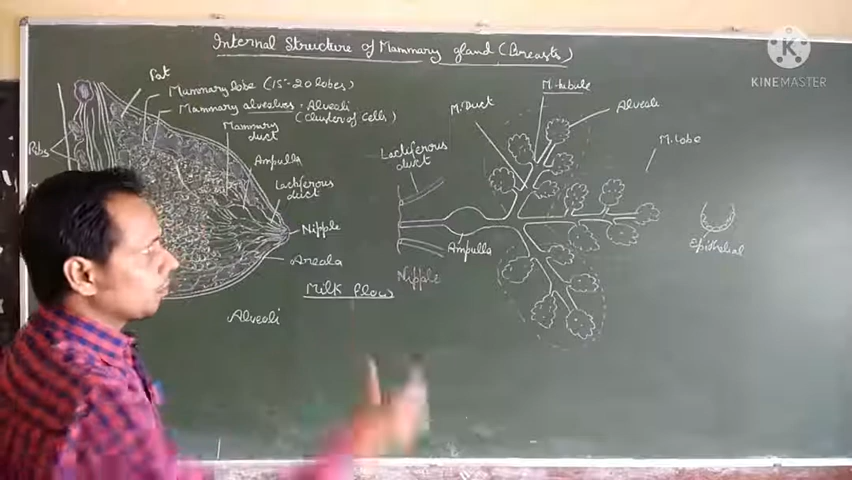 Internal Structure of Mammary gland (Breasts)
Fat
Mammary lobe (15-20 lobes)
Mammary alveolus · Alveoli
(cluster of cells)
Mammary
duct
Ampulla
Lactiferous
duct
Ribs
Nipple
Areola
Milk flow
Alveoli
Lactiferous
duct
M. Duct
M. lobule
Alveoli
M. lobe
Ampulla
Nipple
Epithelial
K
KINEMASTER